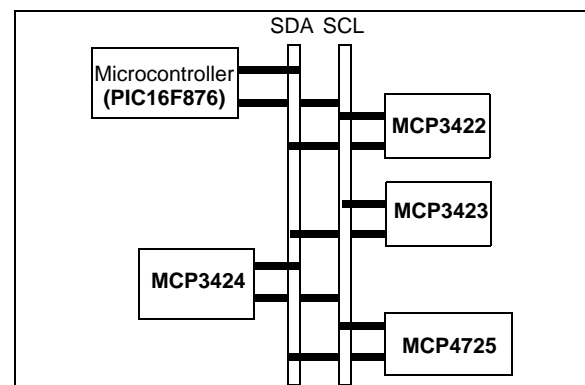 SDA SCL
Microcontroller
(PIC16F876)
MCP3422
MCP3423
MCP3424
MCP4725